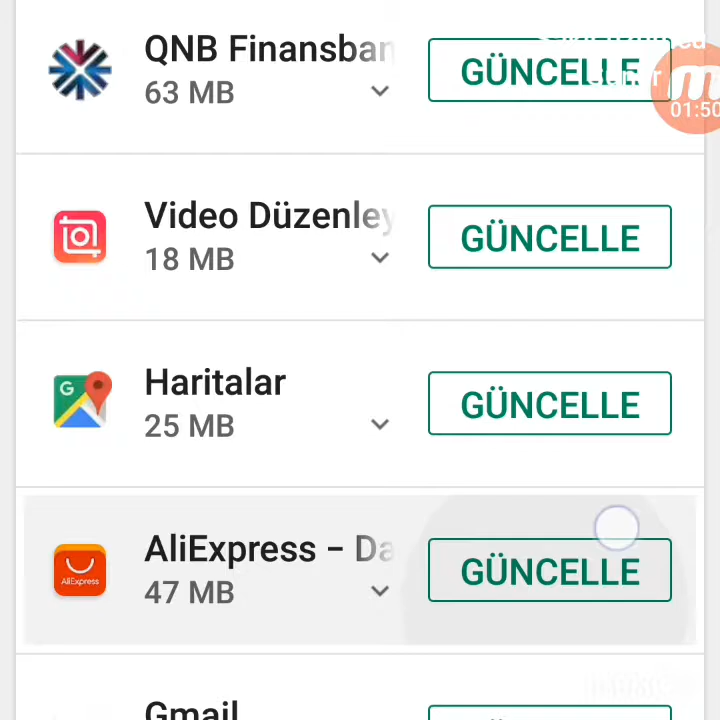 QNB Finansban
63 MB
GÜNCELLE
01:50
Video Düzenley
18 MB
GÜNCELLE
Haritalar
25 MB
GÜNCELLE
AliExpress – Da
47 MB
GÜNCELLE
AliExpress
Gmail